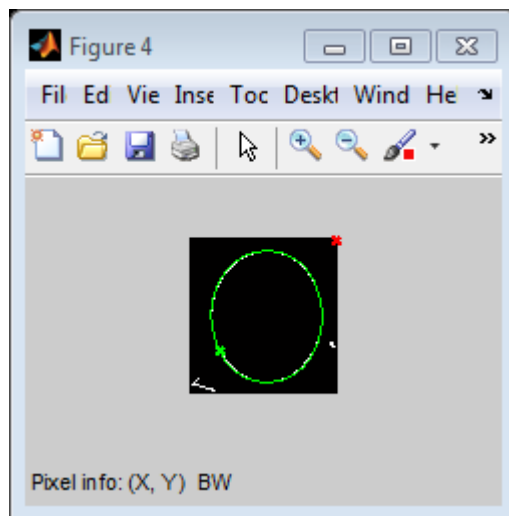 Figure 4
Fil Ed Vie Inse Toc Deskt Wind He
Pixel info: (X, Y) BW